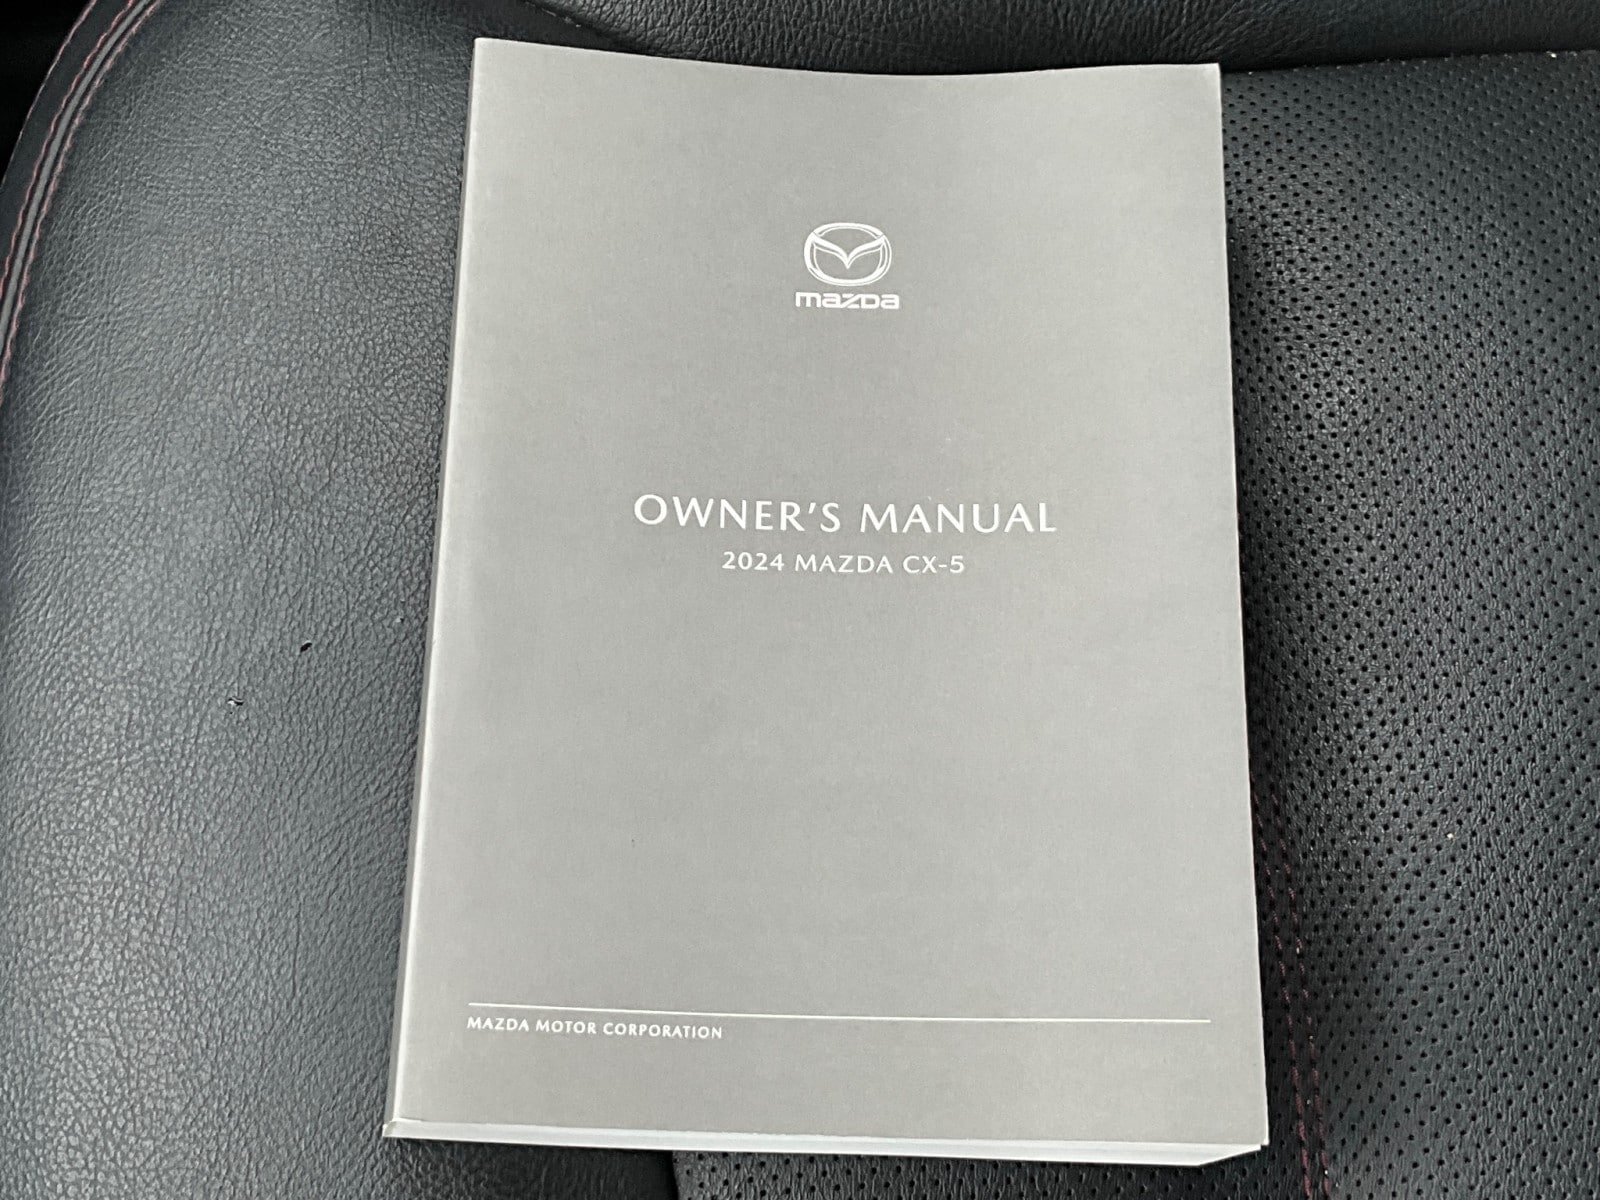 mazda
OWNER'S MANUAL
2024 MAZDA CX-5
MAZDA MOTOR CORPORATION